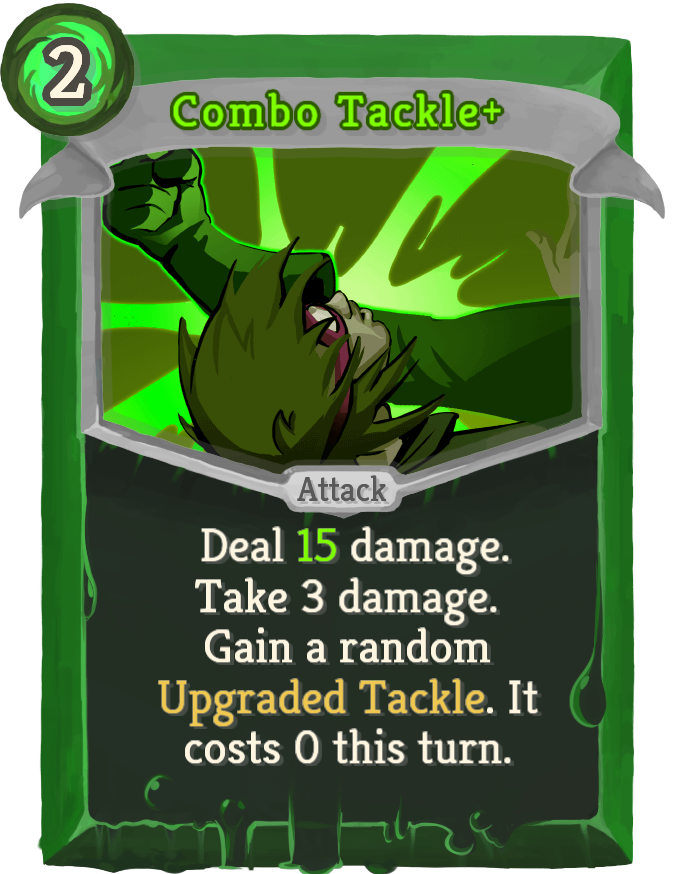 2
Combo Tackle+
Attack
Deal 15 damage.
Take 3 damage.
Gain a random
Upgraded Tackle. It
costs 0 this turn.